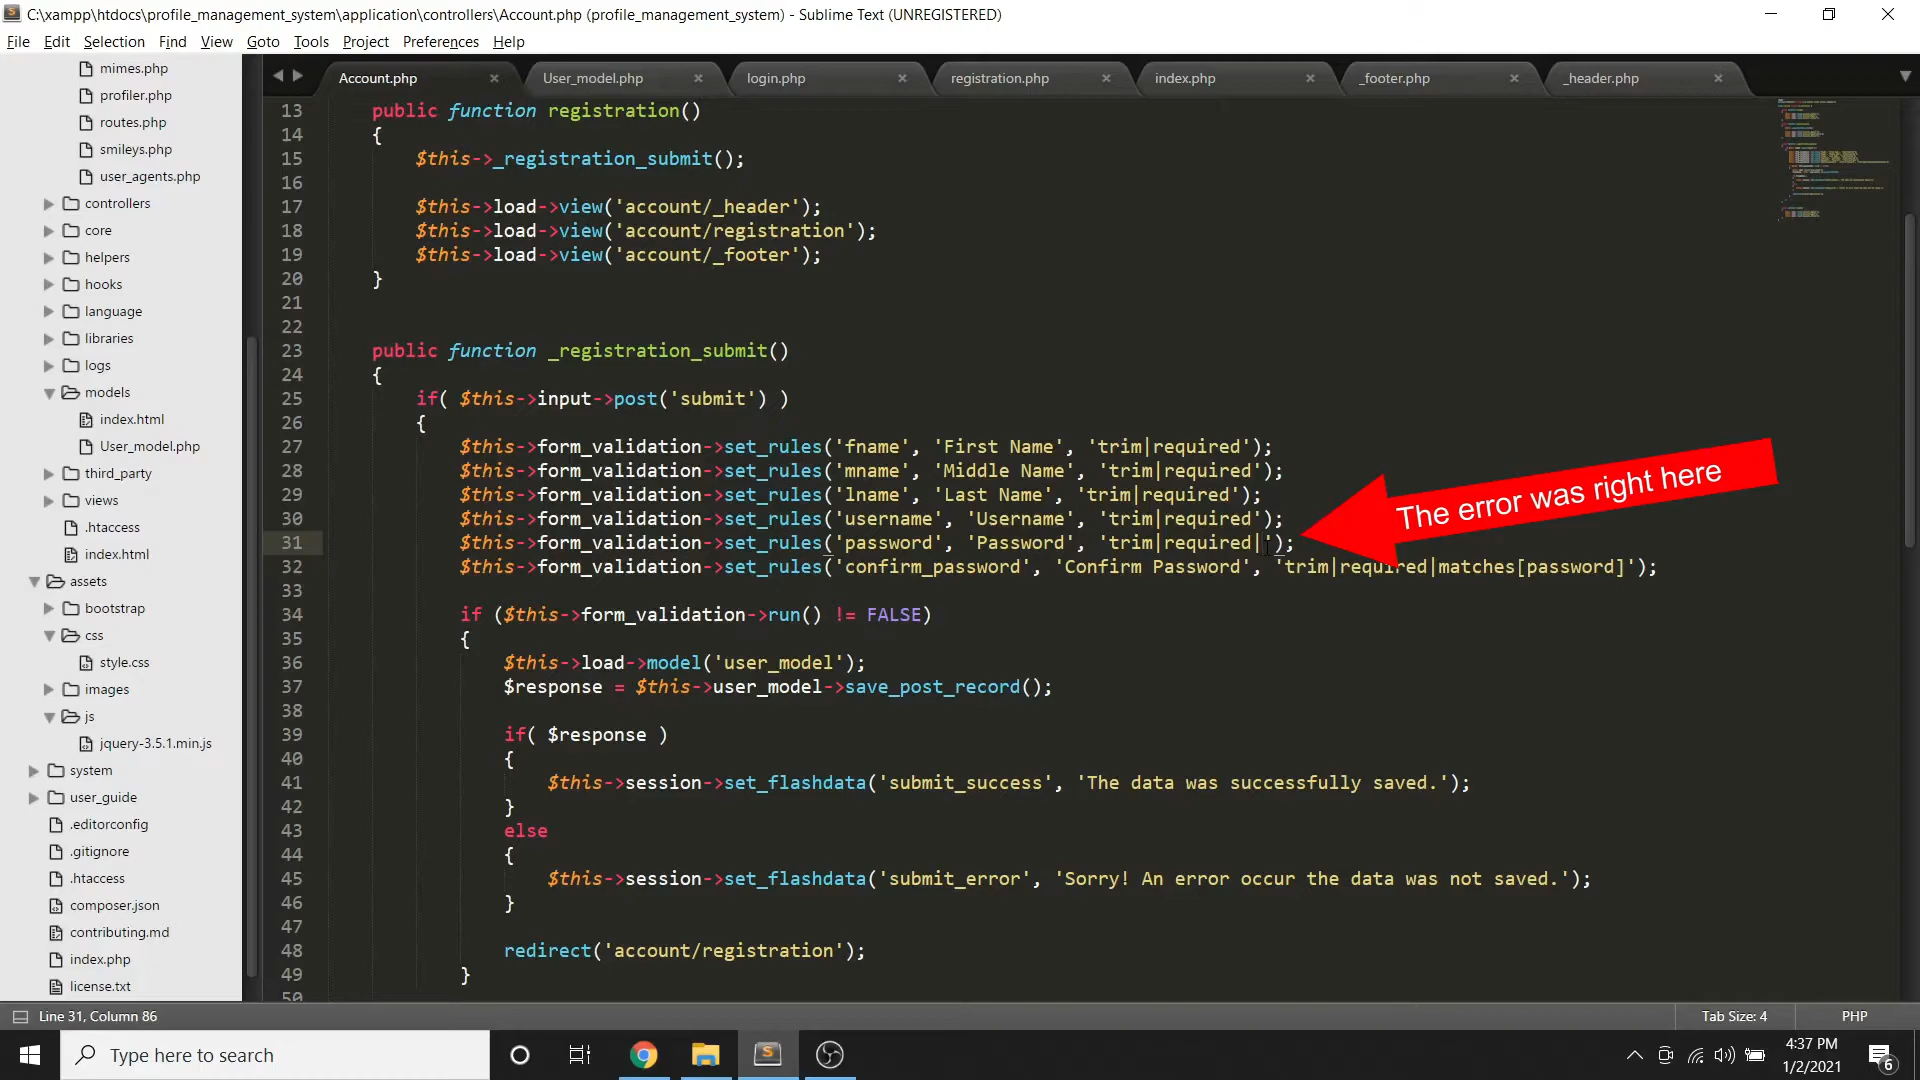 C:\xampp\htdocs\profile_management_system\application\controllers\Account.php (profile_management_system) - Sublime Text (UNREGISTERED)
File Edit Selection Find View Goto Tools Project Preferences Help
mimes.php
profiler.php
routes.php
smileys.php
user_agents.php
controllers
core
helpers
hooks
language
libraries
logs
models
index.html
User_model.php
third_party
views
.htaccess
index.html
assets
bootstrap
css
style.css
images
js
jquery-3.5.1.min.js
system
user_guide
.editorconfig
.gitignore
.htaccess
composer.json
contributing.md
index.php
license.txt
Account.php User_model.php login.php registration.php index.php _footer.php _header.php
13 public function registration()
14 {
15 $this->_registration_submit();
16
17 $this->load->view('account/_header');
18 $this->load->view('account/registration');
19 $this->load->view('account/_footer');
20 }
21
22
23 public function _registration_submit()
24 {
25 if( $this->input->post('submit') )
26 {
27 $this->form_validation->set_rules('fname', 'First Name', 'trim|required');
28 $this->form_validation->set_rules('mname', 'Middle Name', 'trim|required');
29 $this->form_validation->set_rules('lname', 'Last Name', 'trim|required');
30 $this->form_validation->set_rules('username', 'Username', 'trim|required');
31 $this->form_validation->set_rules('password', 'Password', 'trim|required|');
32 $this->form_validation->set_rules('confirm_password', 'Confirm Password', 'trim|required|matches[password]');
33
34 if ($this->form_validation->run() != FALSE)
35 {
36 $this->load->model('user_model');
37 $response = $this->user_model->save_post_record();
38
39 if( $response )
40 {
41 $this->session->set_flashdata('submit_success', 'The data was successfully saved.');
42 }
43 else
44 {
45 $this->session->set_flashdata('submit_error', 'Sorry! An error occur the data was not saved.');
46 }
47
48 redirect('account/registration');
49 }
50
The error was right here
Line 31, Column 86
Tab Size: 4
PHP
Type here to search
4:37 PM
1/2/2021
6